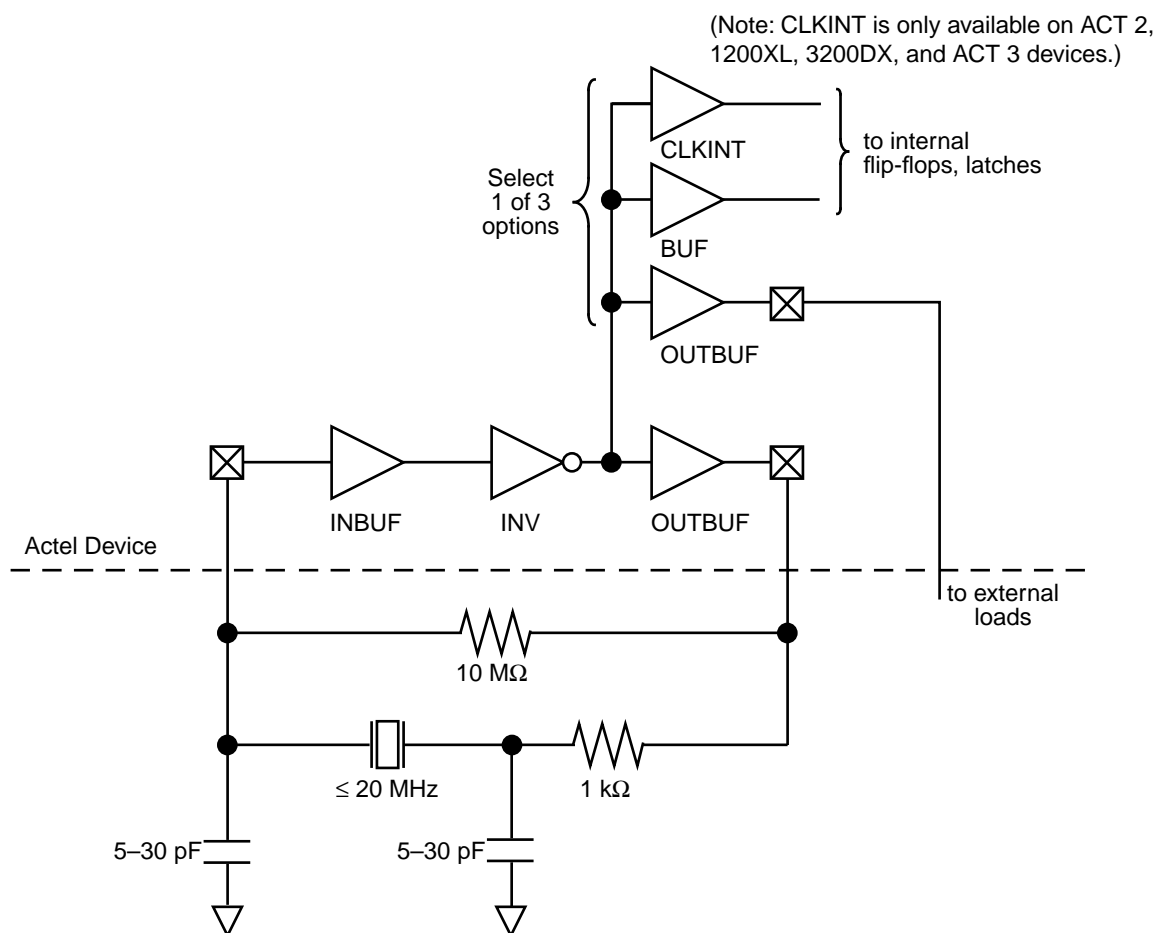 (Note: CLKINT is only available on ACT 2,
1200XL, 3200DX, and ACT 3 devices.)
CLKINT
to internal
flip-flops, latches
Select
1 of 3
options
BUF
OUTBUF
INBUF
INV
OUTBUF
Actel Device
to external
loads
10 MΩ
≤ 20 MHz
1 kΩ
5–30 pF
5–30 pF